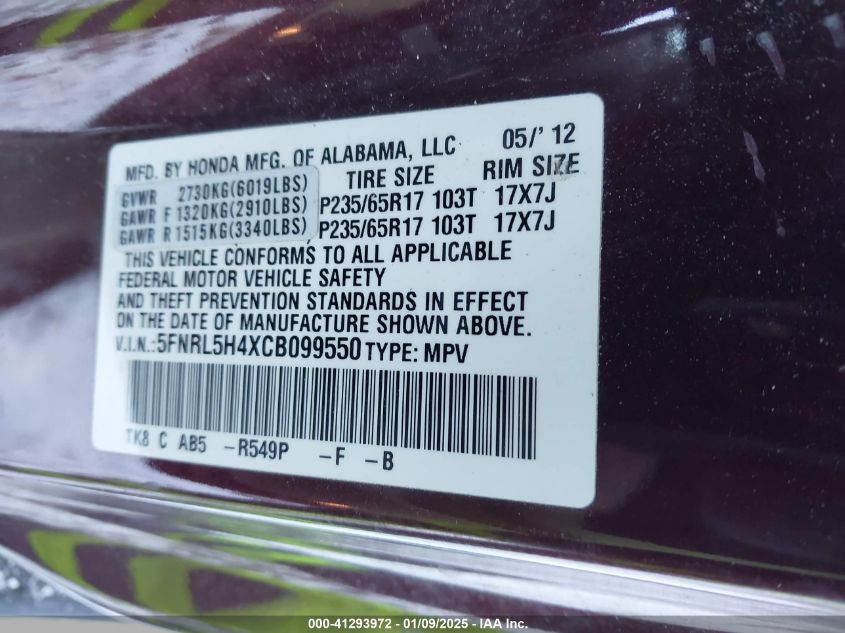 MFD. BY HONDA MFG. OF ALABAMA, LLC 05/' 12
GVWR 2730KG(6019LBS) TIRE SIZE RIM SIZE
GAWR F 1320KG(2910LBS) P235/65R17 103T 17X7J
GAWR R 1515KG(3340LBS) P235/65R17 103T 17X7J
THIS VEHICLE CONFORMS TO ALL APPLICABLE
FEDERAL MOTOR VEHICLE SAFETY
AND THEFT PREVENTION STANDARDS IN EFFECT
ON THE DATE OF MANUFACTURE SHOWN ABOVE.
V.I.N.:5FNRL5H4XCB099550 TYPE: MPV
TK8 C AB5 -R549P -F -B
000-41293972 - 01/09/2025 - IAA Inc.